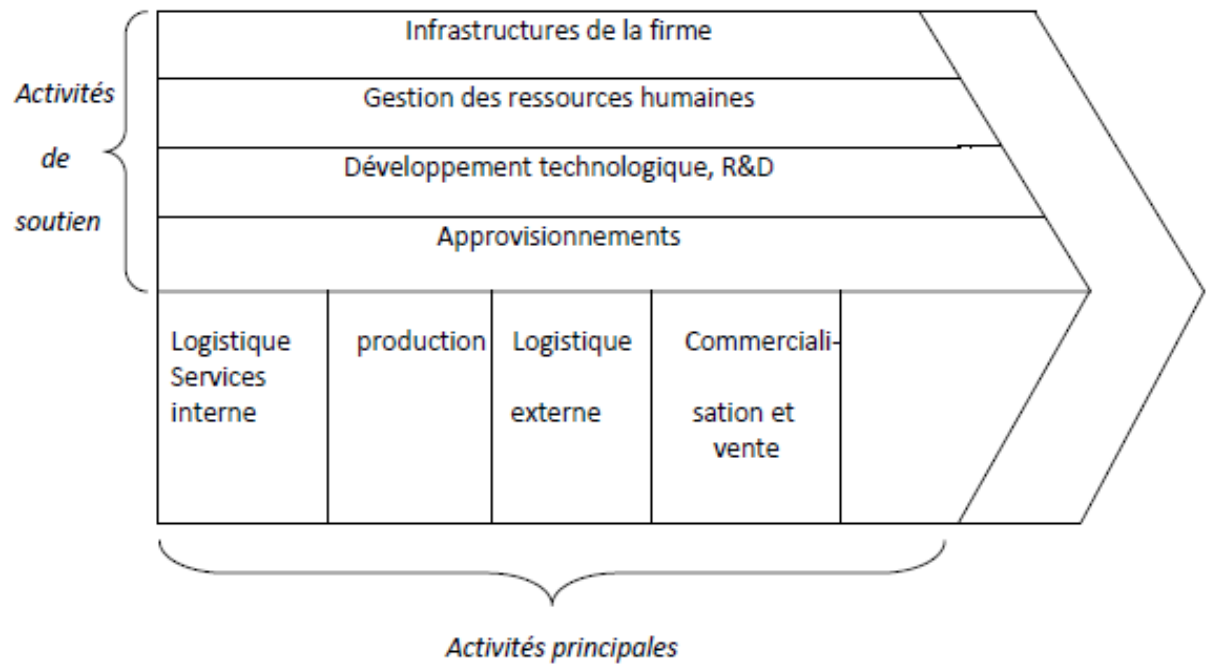 Infrastructures de la firme
Gestion des ressources humaines
Développement technologique, R&D
Approvisionnements
Activités
de
soutien
Logistique
Services
interne
production
Logistique
externe
Commerciali-
sation et
vente
Activités principales